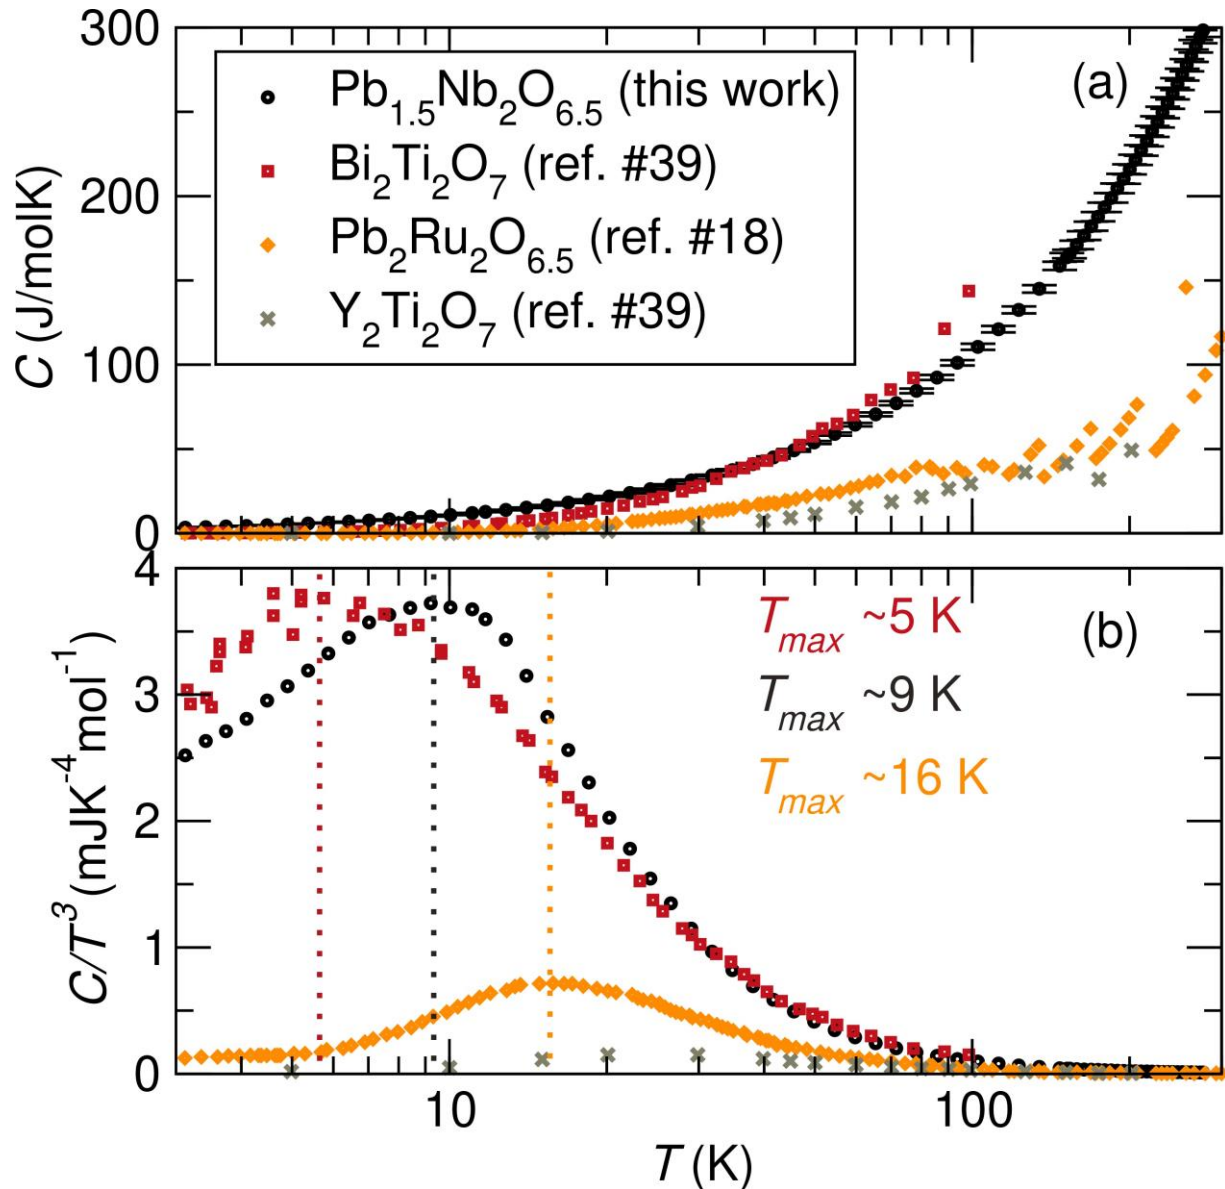 300
200
100
0
C (J/molK)
Pb1.5Nb2O6.5 (this work)
Bi2Ti2O7 (ref. #39)
Pb2Ru2O6.5 (ref. #18)
Y2Ti2O7 (ref. #39)
(a)
4
3
2
1
0
C/T^3 (mJK^-4mol^-1)
Tmax ~5 K
Tmax ~9 K
Tmax ~16 K
(b)
10
100
T (K)